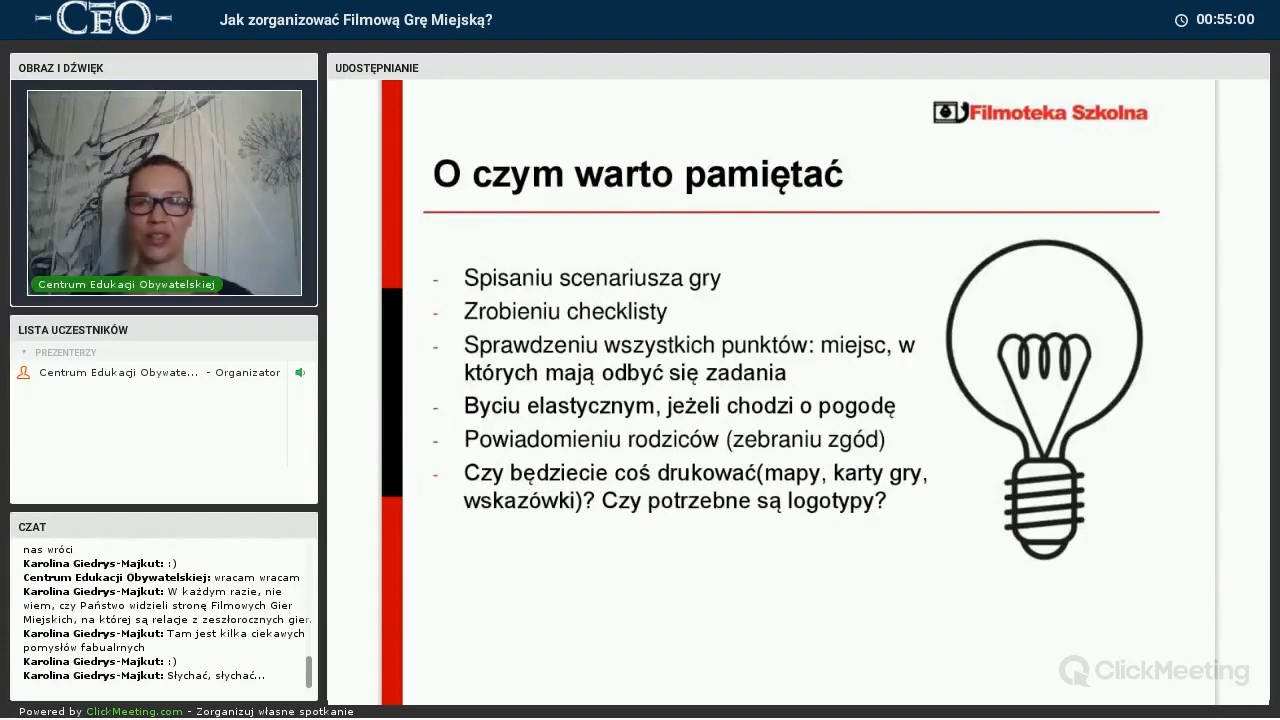 CEO
Jak zorganizować Filmową Grę Miejską?
00:55:00
OBRAZ I DŹWIĘK
Centrum Edukacji Obywatelskiej
LISTA UCZESTNIKÓW
PREZENTERZY
Centrum Edukacji Obywate... - Organizator
CZAT
nas wróci
Karolina Giedrys-Majkut: :)
Centrum Edukacji Obywatelskiej: wracam wracam
Karolina Giedrys-Majkut: W każdym razie, nie
wiem, czy Państwo widzieli stronę Filmowych Gier
Miejskich, na której są relacje z zeszłorocznych gier.
Karolina Giedrys-Majkut: Tam jest kilka ciekawych
pomysłów fabualrnych
Karolina Giedrys-Majkut: :)
Karolina Giedrys-Majkut: Słychać, słychać...
Powered by ClickMeeting.com - Zorganizuj własne spotkanie
UDOSTĘPNIANIE
Filmoteka Szkolna
O czym warto pamiętać
- Spisaniu scenariusza gry
- Zrobieniu checklisty
- Sprawdzeniu wszystkich punktów: miejsc, w
których mają odbyć się zadania
- Byciu elastycznym, jeżeli chodzi o pogodę
- Powiadomieniu rodziców (zebraniu zgód)
- Czy będziecie coś drukować(mapy, karty gry,
wskazówki)? Czy potrzebne są logotypy?
ClickMeeting